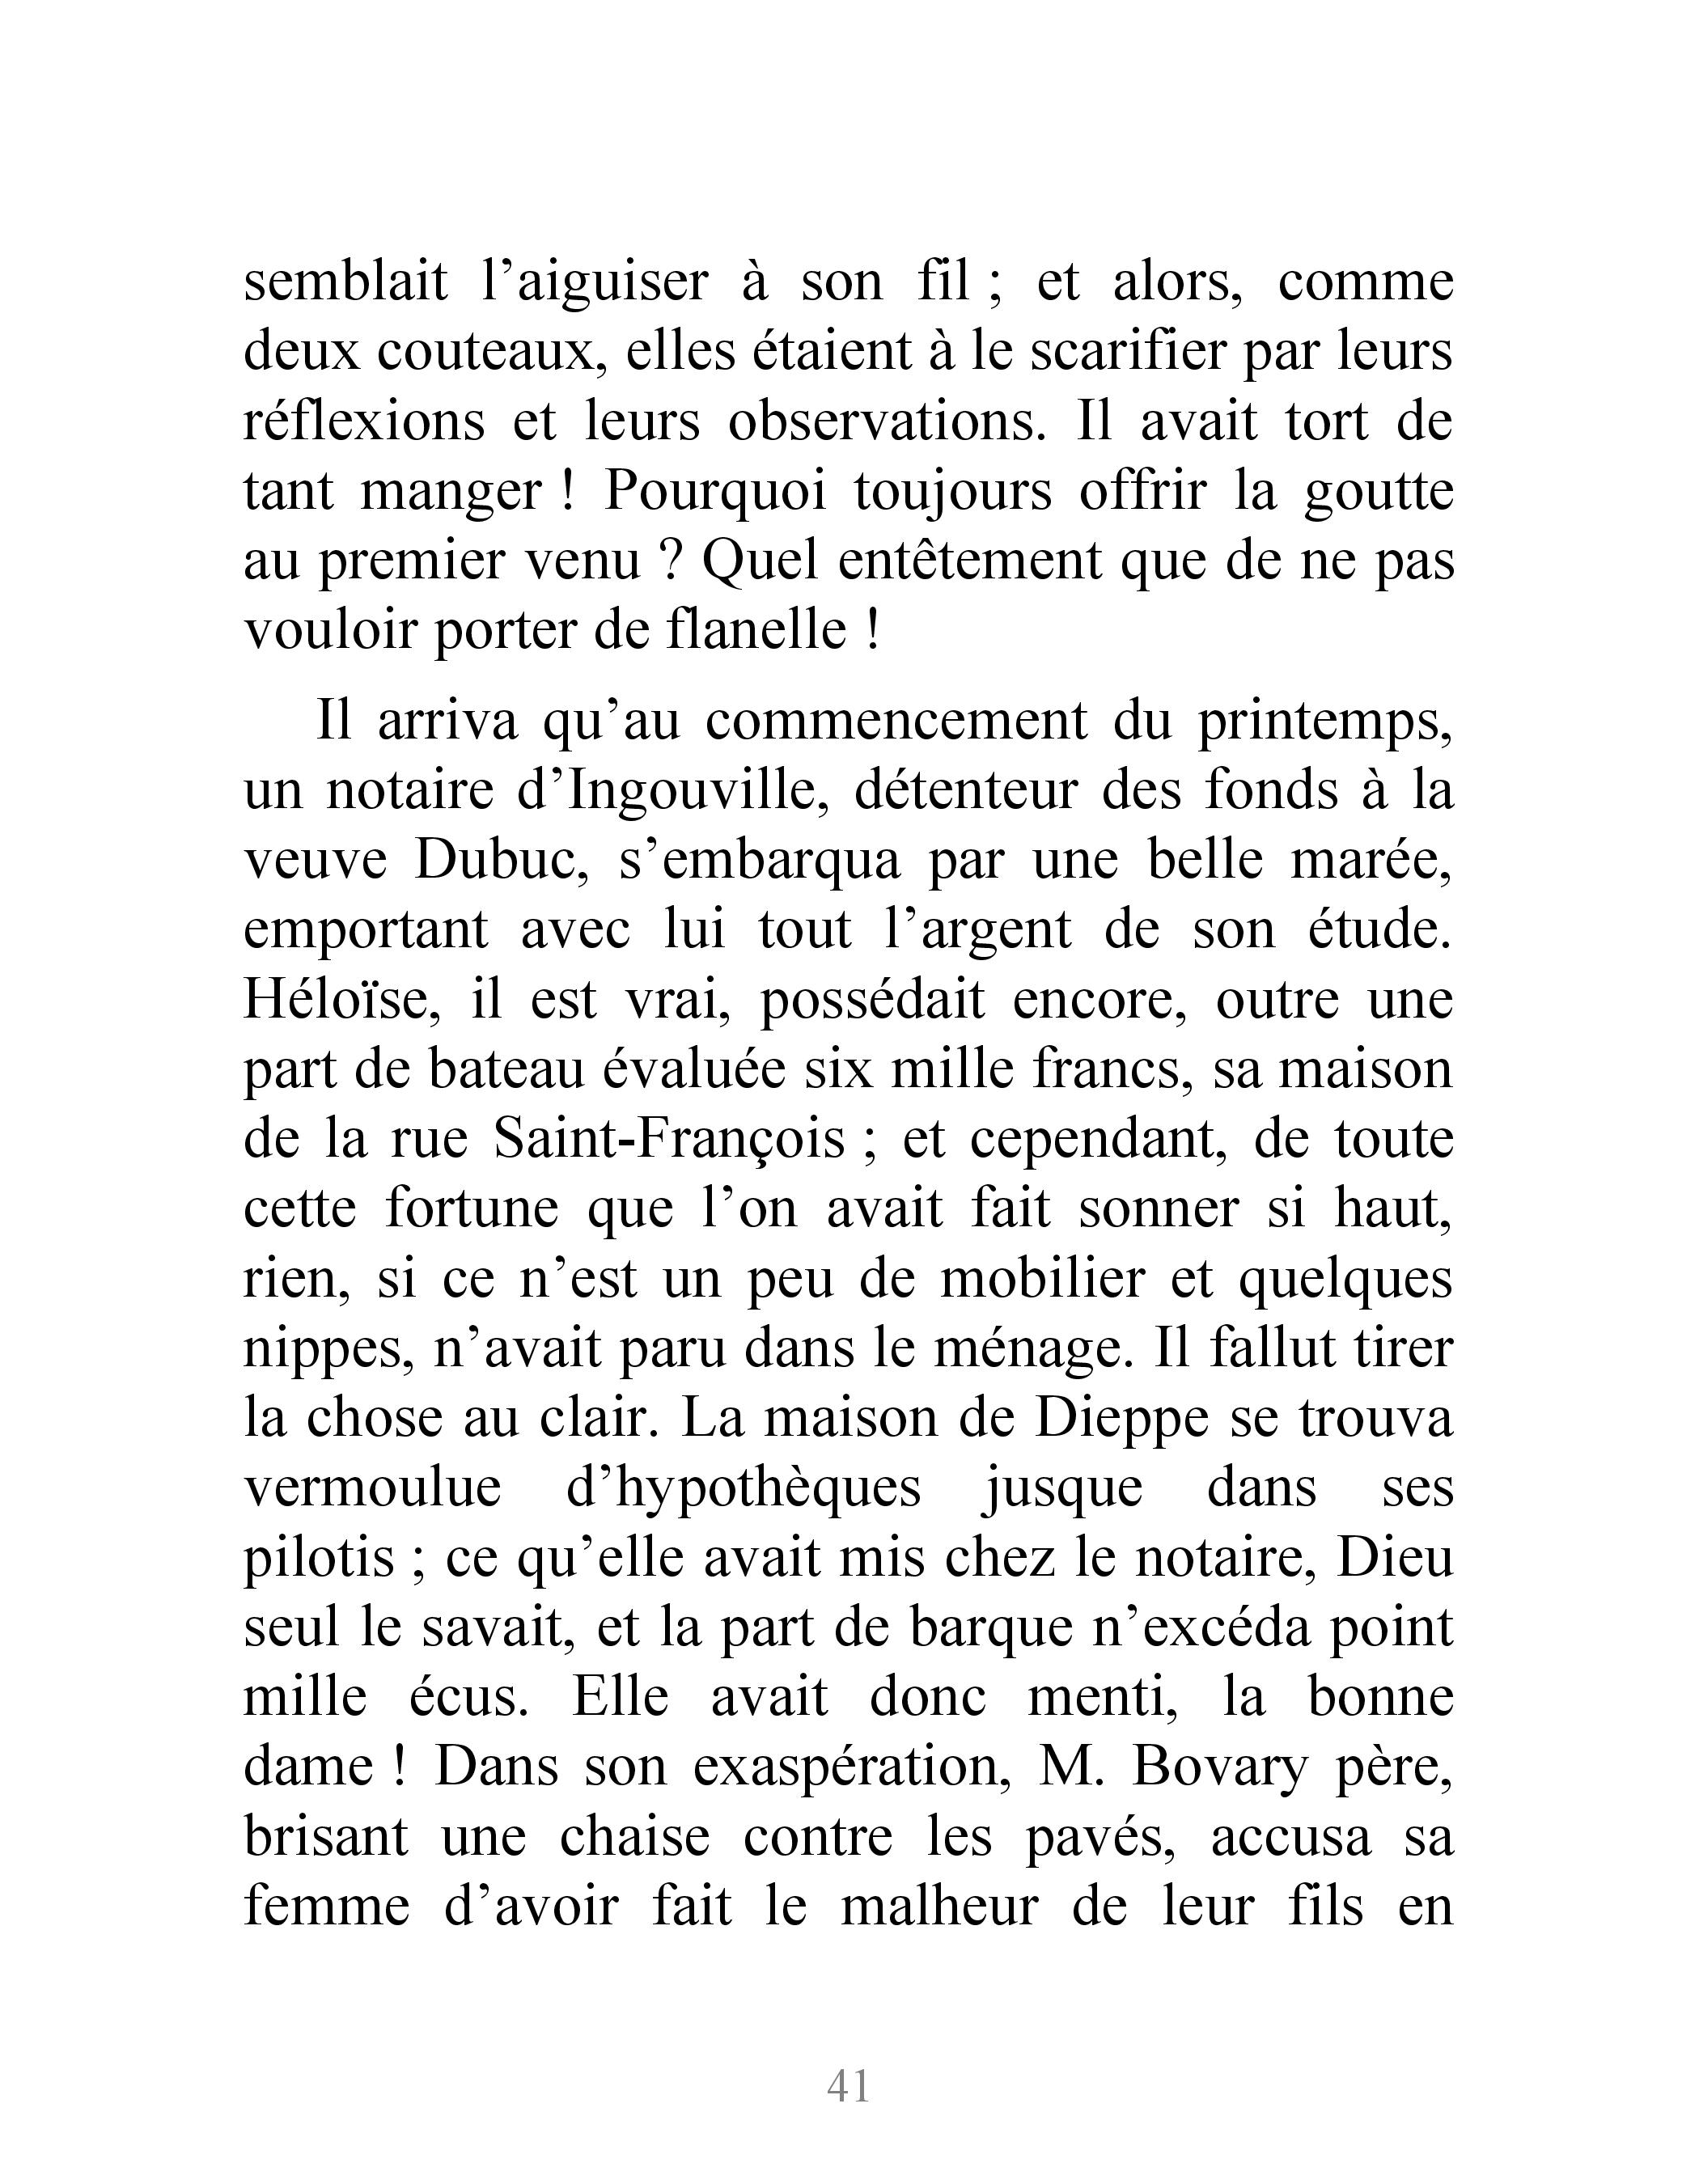 semblait l’aiguiser à son fil ; et alors, comme
deux couteaux, elles étaient à le scarifier par leurs
réflexions et leurs observations. Il avait tort de
tant manger ! Pourquoi toujours offrir la goutte
au premier venu ? Quel entêtement que de ne pas
vouloir porter de flanelle !
Il arriva qu’au commencement du printemps,
un notaire d’Ingouville, détenteur des fonds à la
veuve Dubuc, s’embarqua par une belle marée,
emportant avec lui tout l’argent de son étude.
Héloïse, il est vrai, possédait encore, outre une
part de bateau évaluée six mille francs, sa maison
de la rue Saint-François ; et cependant, de toute
cette fortune que l’on avait fait sonner si haut,
rien, si ce n’est un peu de mobilier et quelques
nippes, n’avait paru dans le ménage. Il fallut tirer
la chose au clair. La maison de Dieppe se trouva
vermoulue d’hypothèques jusque dans ses
pilotis ; ce qu’elle avait mis chez le notaire, Dieu
seul le savait, et la part de barque n’excéda point
mille écus. Elle avait donc menti, la bonne
dame ! Dans son exaspération, M. Bovary père,
brisant une chaise contre les pavés, accusa sa
femme d’avoir fait le malheur de leur fils en
41